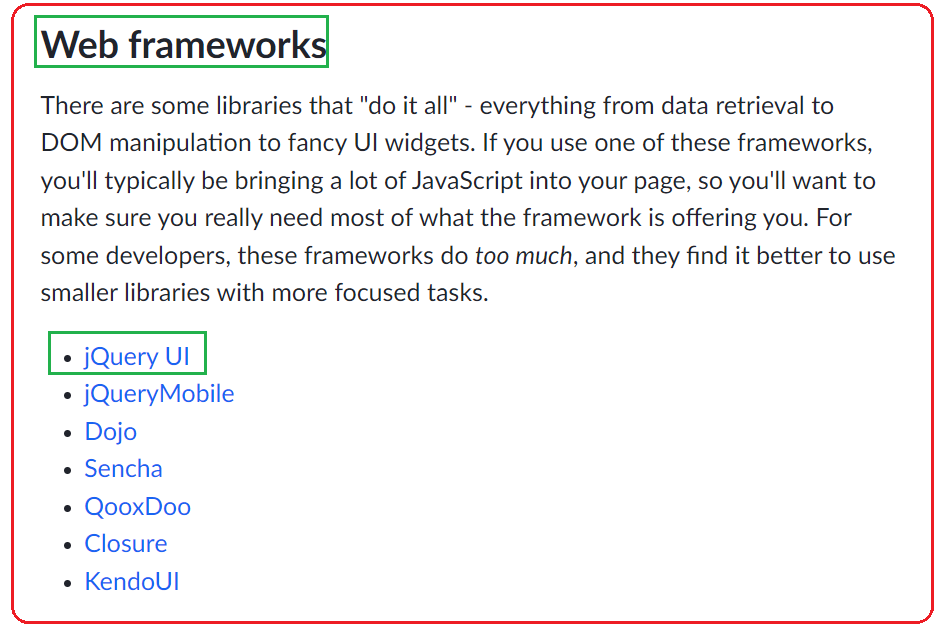 Web frameworks
There are some libraries that "do it all" - everything from data retrieval to
DOM manipulation to fancy UI widgets. If you use one of these frameworks,
you'll typically be bringing a lot of JavaScript into your page, so you'll want to
make sure you really need most of what the framework is offering you. For
some developers, these frameworks do too much, and they find it better to use
smaller libraries with more focused tasks.
• jQuery UI
• jQueryMobile
• Dojo
• Sencha
• QooxDoo
• Closure
• KendoUI